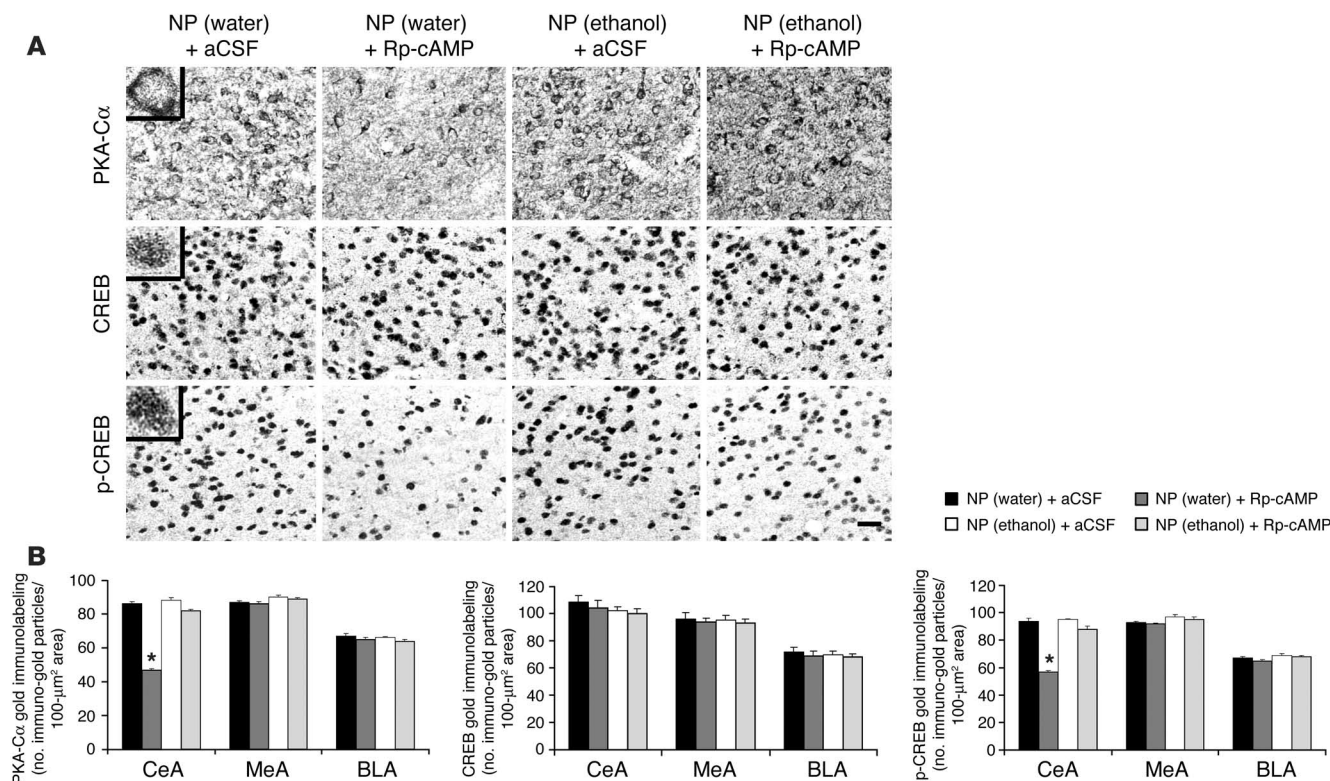 A
NP (water)
+ aCSF
NP (water)
+ Rp-cAMP
NP (ethanol)
+ aCSF
NP (ethanol)
+ Rp-cAMP
PKA-Cα
CREB
p-CREB
NP (water) + aCSF
NP (water) + Rp-cAMP
NP (ethanol) + aCSF
NP (ethanol) + Rp-cAMP
B
PKA-Cα gold immunolabeling
(no. immuno-gold particles/
100-μm² area)
100
80
60
40
20
0
*
CeA
MeA
BLA
CREB gold immunolabeling
(no. immuno-gold particles/
100-μm² area)
120
100
80
60
40
20
0
CeA
MeA
BLA
p-CREB gold immunolabeling
(no. immuno-gold particles/
100-μm² area)
120
100
80
60
40
20
0
*
CeA
MeA
BLA